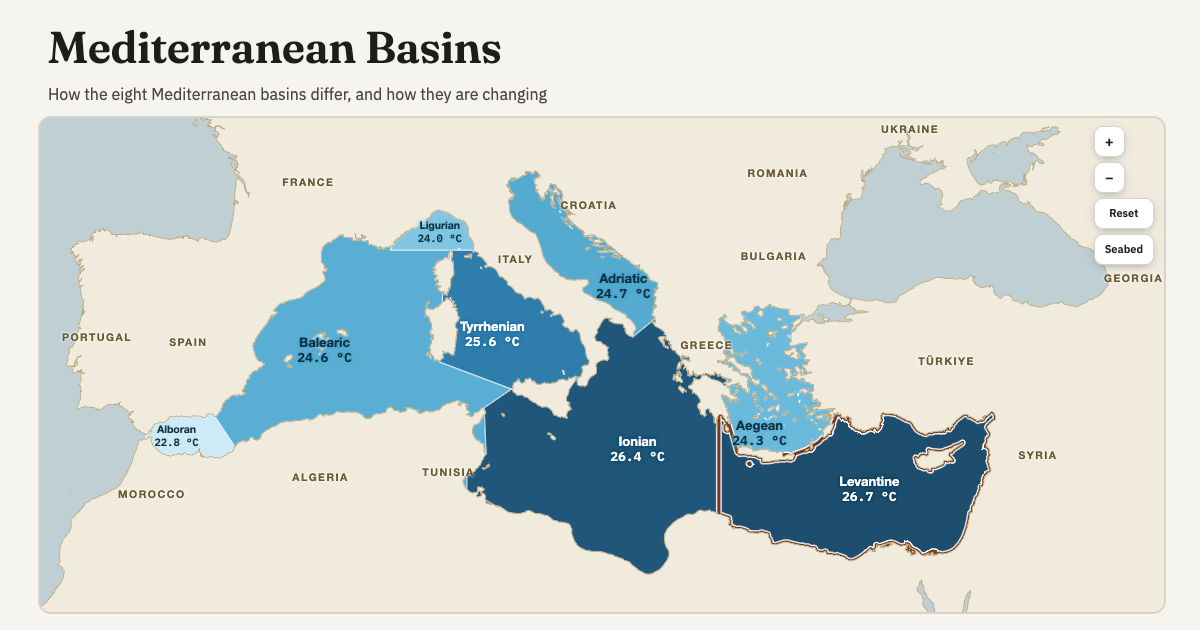 Mediterranean Basins
How the eight Mediterranean basins differ, and how they are changing
UKRAINE
+
−
Reset
Seabed
ROMANIA
FRANCE
CROATIA
Ligurian
24.0 °C
ITALY
BULGARIA
GEORGIA
Adriatic
24.7 °C
Tyrrhenian
25.6 °C
PORTUGAL
SPAIN
Balearic
24.6 °C
GREECE
TÜRKIYE
Alboran
22.8 °C
Aegean
24.3 °C
Ionian
26.4 °C
SYRIA
TUNISIA
ALGERIA
Levantine
26.7 °C
MOROCCO